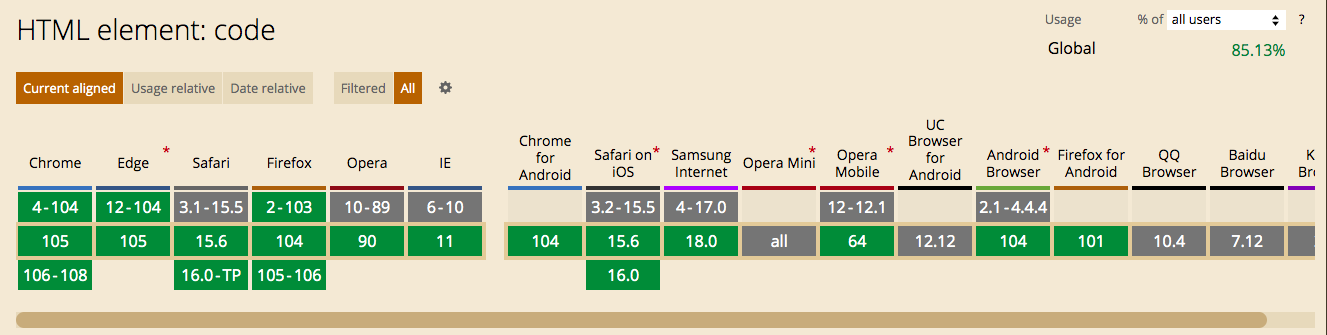 HTML element: code
Usage % of all users ?
Global 85.13%
Current aligned Usage relative Date relative Filtered All
Chrome Edge * Safari Firefox Opera IE Chrome for Android Safari on iOS * Samsung Internet Opera Mini * Opera Mobile * UC Browser for Android Android Browser * Firefox for Android QQ Browser Baidu Browser
4-104 12-104 3.1-15.5 2-103 10-89 6-10 3.2-15.5 4-17.0 12-12.1 2.1-4.4.4
105 105 15.6 104 90 11 104 15.6 18.0 all 64 12.12 104 101 10.4 7.12
106-108 16.0-TP 105-106 16.0